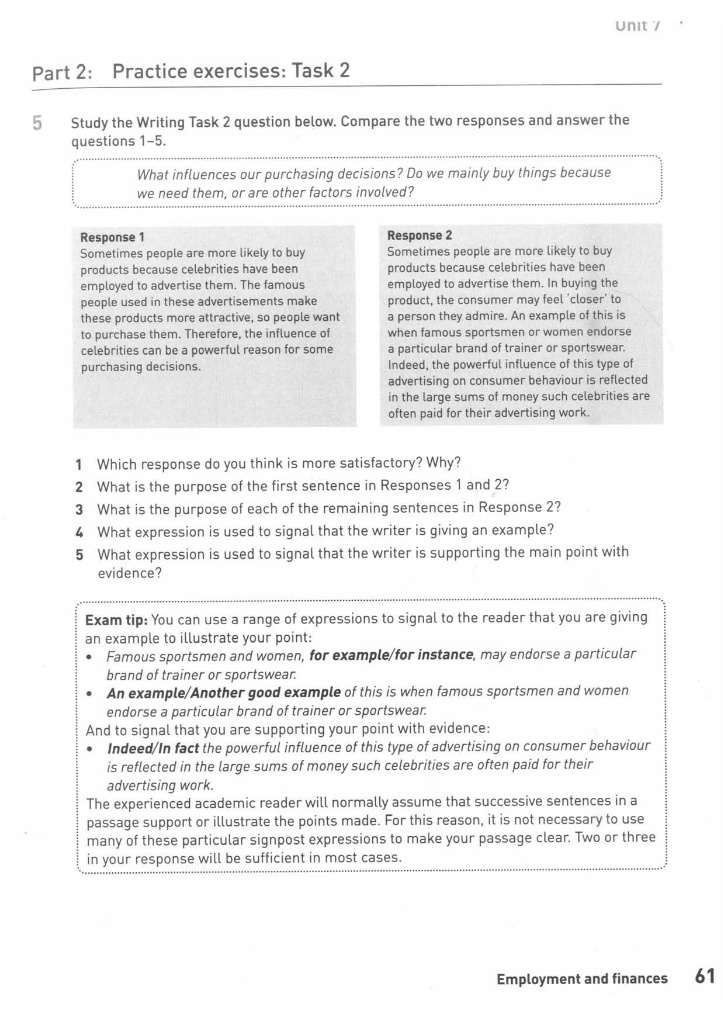 Unit 7
Part 2: Practice exercises: Task 2
5 Study the Writing Task 2 question below. Compare the two responses and answer the
questions 1–5.
What influences our purchasing decisions? Do we mainly buy things because
we need them, or are other factors involved?
Response 1
Sometimes people are more likely to buy
products because celebrities have been
employed to advertise them. The famous
people used in these advertisements make
these products more attractive, so people want
to purchase them. Therefore, the influence of
celebrities can be a powerful reason for some
purchasing decisions.
Response 2
Sometimes people are more likely to buy
products because celebrities have been
employed to advertise them. In buying the
product, the consumer may feel 'closer' to
a person they admire. An example of this is
when famous sportsmen or women endorse
a particular brand of trainer or sportswear.
Indeed, the powerful influence of this type of
advertising on consumer behaviour is reflected
in the large sums of money such celebrities are
often paid for their advertising work.
1 Which response do you think is more satisfactory? Why?
2 What is the purpose of the first sentence in Responses 1 and 2?
3 What is the purpose of each of the remaining sentences in Response 2?
4 What expression is used to signal that the writer is giving an example?
5 What expression is used to signal that the writer is supporting the main point with
evidence?
Exam tip: You can use a range of expressions to signal to the reader that you are giving
an example to illustrate your point:
• Famous sportsmen and women, for example/for instance, may endorse a particular
brand of trainer or sportswear.
• An example/Another good example of this is when famous sportsmen and women
endorse a particular brand of trainer or sportswear.
And to signal that you are supporting your point with evidence:
• Indeed/In fact the powerful influence of this type of advertising on consumer behaviour
is reflected in the large sums of money such celebrities are often paid for their
advertising work.
The experienced academic reader will normally assume that successive sentences in a
passage support or illustrate the points made. For this reason, it is not necessary to use
many of these particular signpost expressions to make your passage clear. Two or three
in your response will be sufficient in most cases.
Employment and finances 61